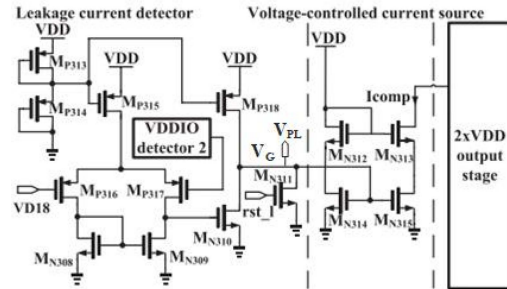 Leakage current detector
Voltage-controlled current source
VDD
VDD
VDD
VDD
MP313
MP314
MP315
MP318
VDDIO
detector 2
Icomp
VPL
VG
MN312
MN313
2xVDD
output
stage
MP316
MP317
VD18
MN311
rst_1
MN310
MN314
MN315
MN308
MN309